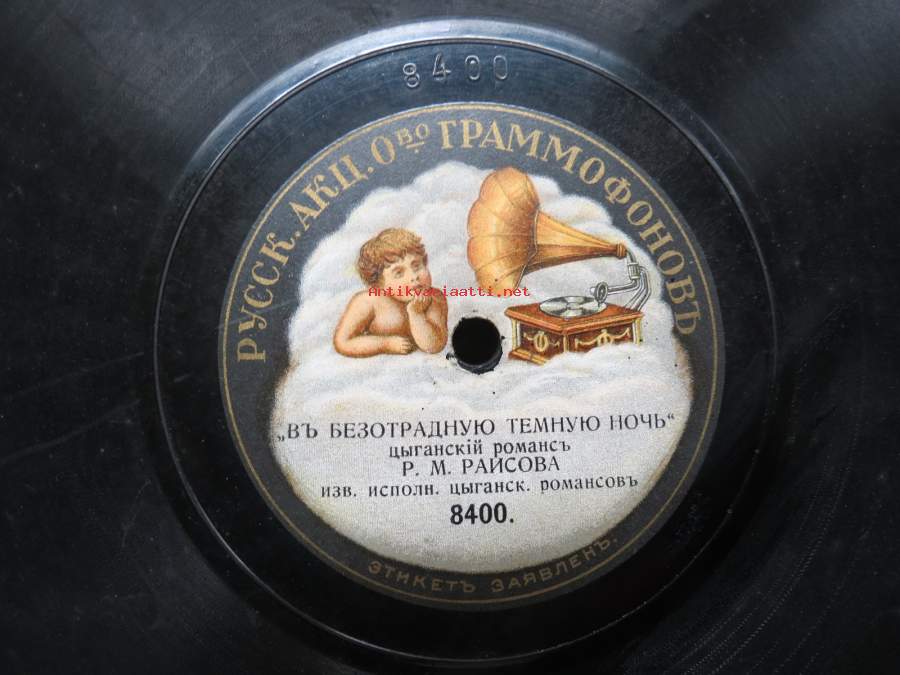 8400
РУССК. АКЦ. Ово ГРАММОФОНОВЪ
Antikvariaatti.net
„ВЪ БЕЗОТРАДНУЮ ТЕМНУЮ НОЧЬ“
цыганскій романсъ
Р. М. РАИСОВА
изв. исполн. цыганск. романсовъ
8400.
ЭТИКЕТЪ ЗАЯВЛЕНЪ.